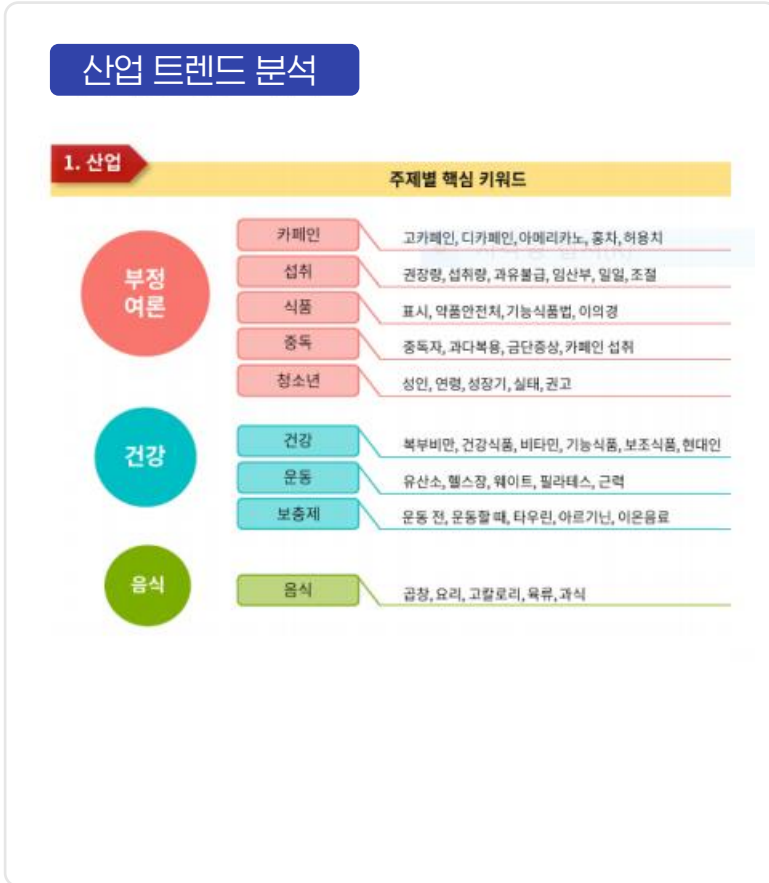 산업 트렌드 분석
1. 산업
주제별 핵심 키워드
부정
여론
카페인
고카페인, 디카페인, 아메리카노, 홍차, 허용치
섭취
권장량, 섭취량, 과유불급, 임산부, 밀일, 조절
식품
표시, 약품안전처, 기능식품법, 이의경
중독
중독자, 과다복용, 금단증상, 카페인 섭취
청소년
성인, 연령, 성장기, 실태, 권고
건강
건강
복부비만, 건강식품, 비타민, 기능식품, 보조식품, 현대인
운동
유산소, 헬스장, 웨이트, 필라테스, 근력
보충제
운동 전, 운동할 때, 타우린, 아르기닌, 이온음료
음식
음식
곱창, 요리, 고칼로리, 육류, 과식